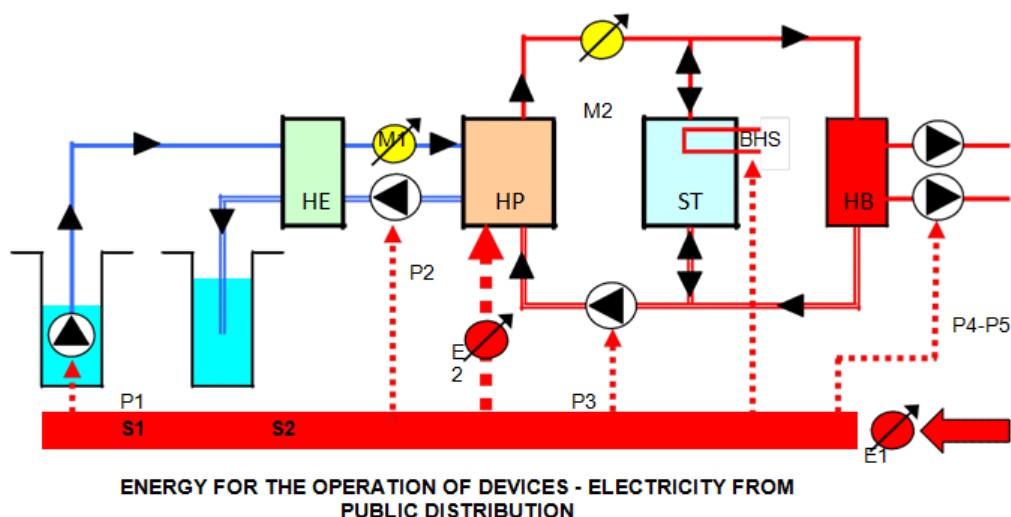 M1
M2
BHS
HE
HP
ST
HB
P2
P4-P5
E
2
P1
P3
S1
S2
E1
ENERGY FOR THE OPERATION OF DEVICES - ELECTRICITY FROM
PUBLIC DISTRIBUTION